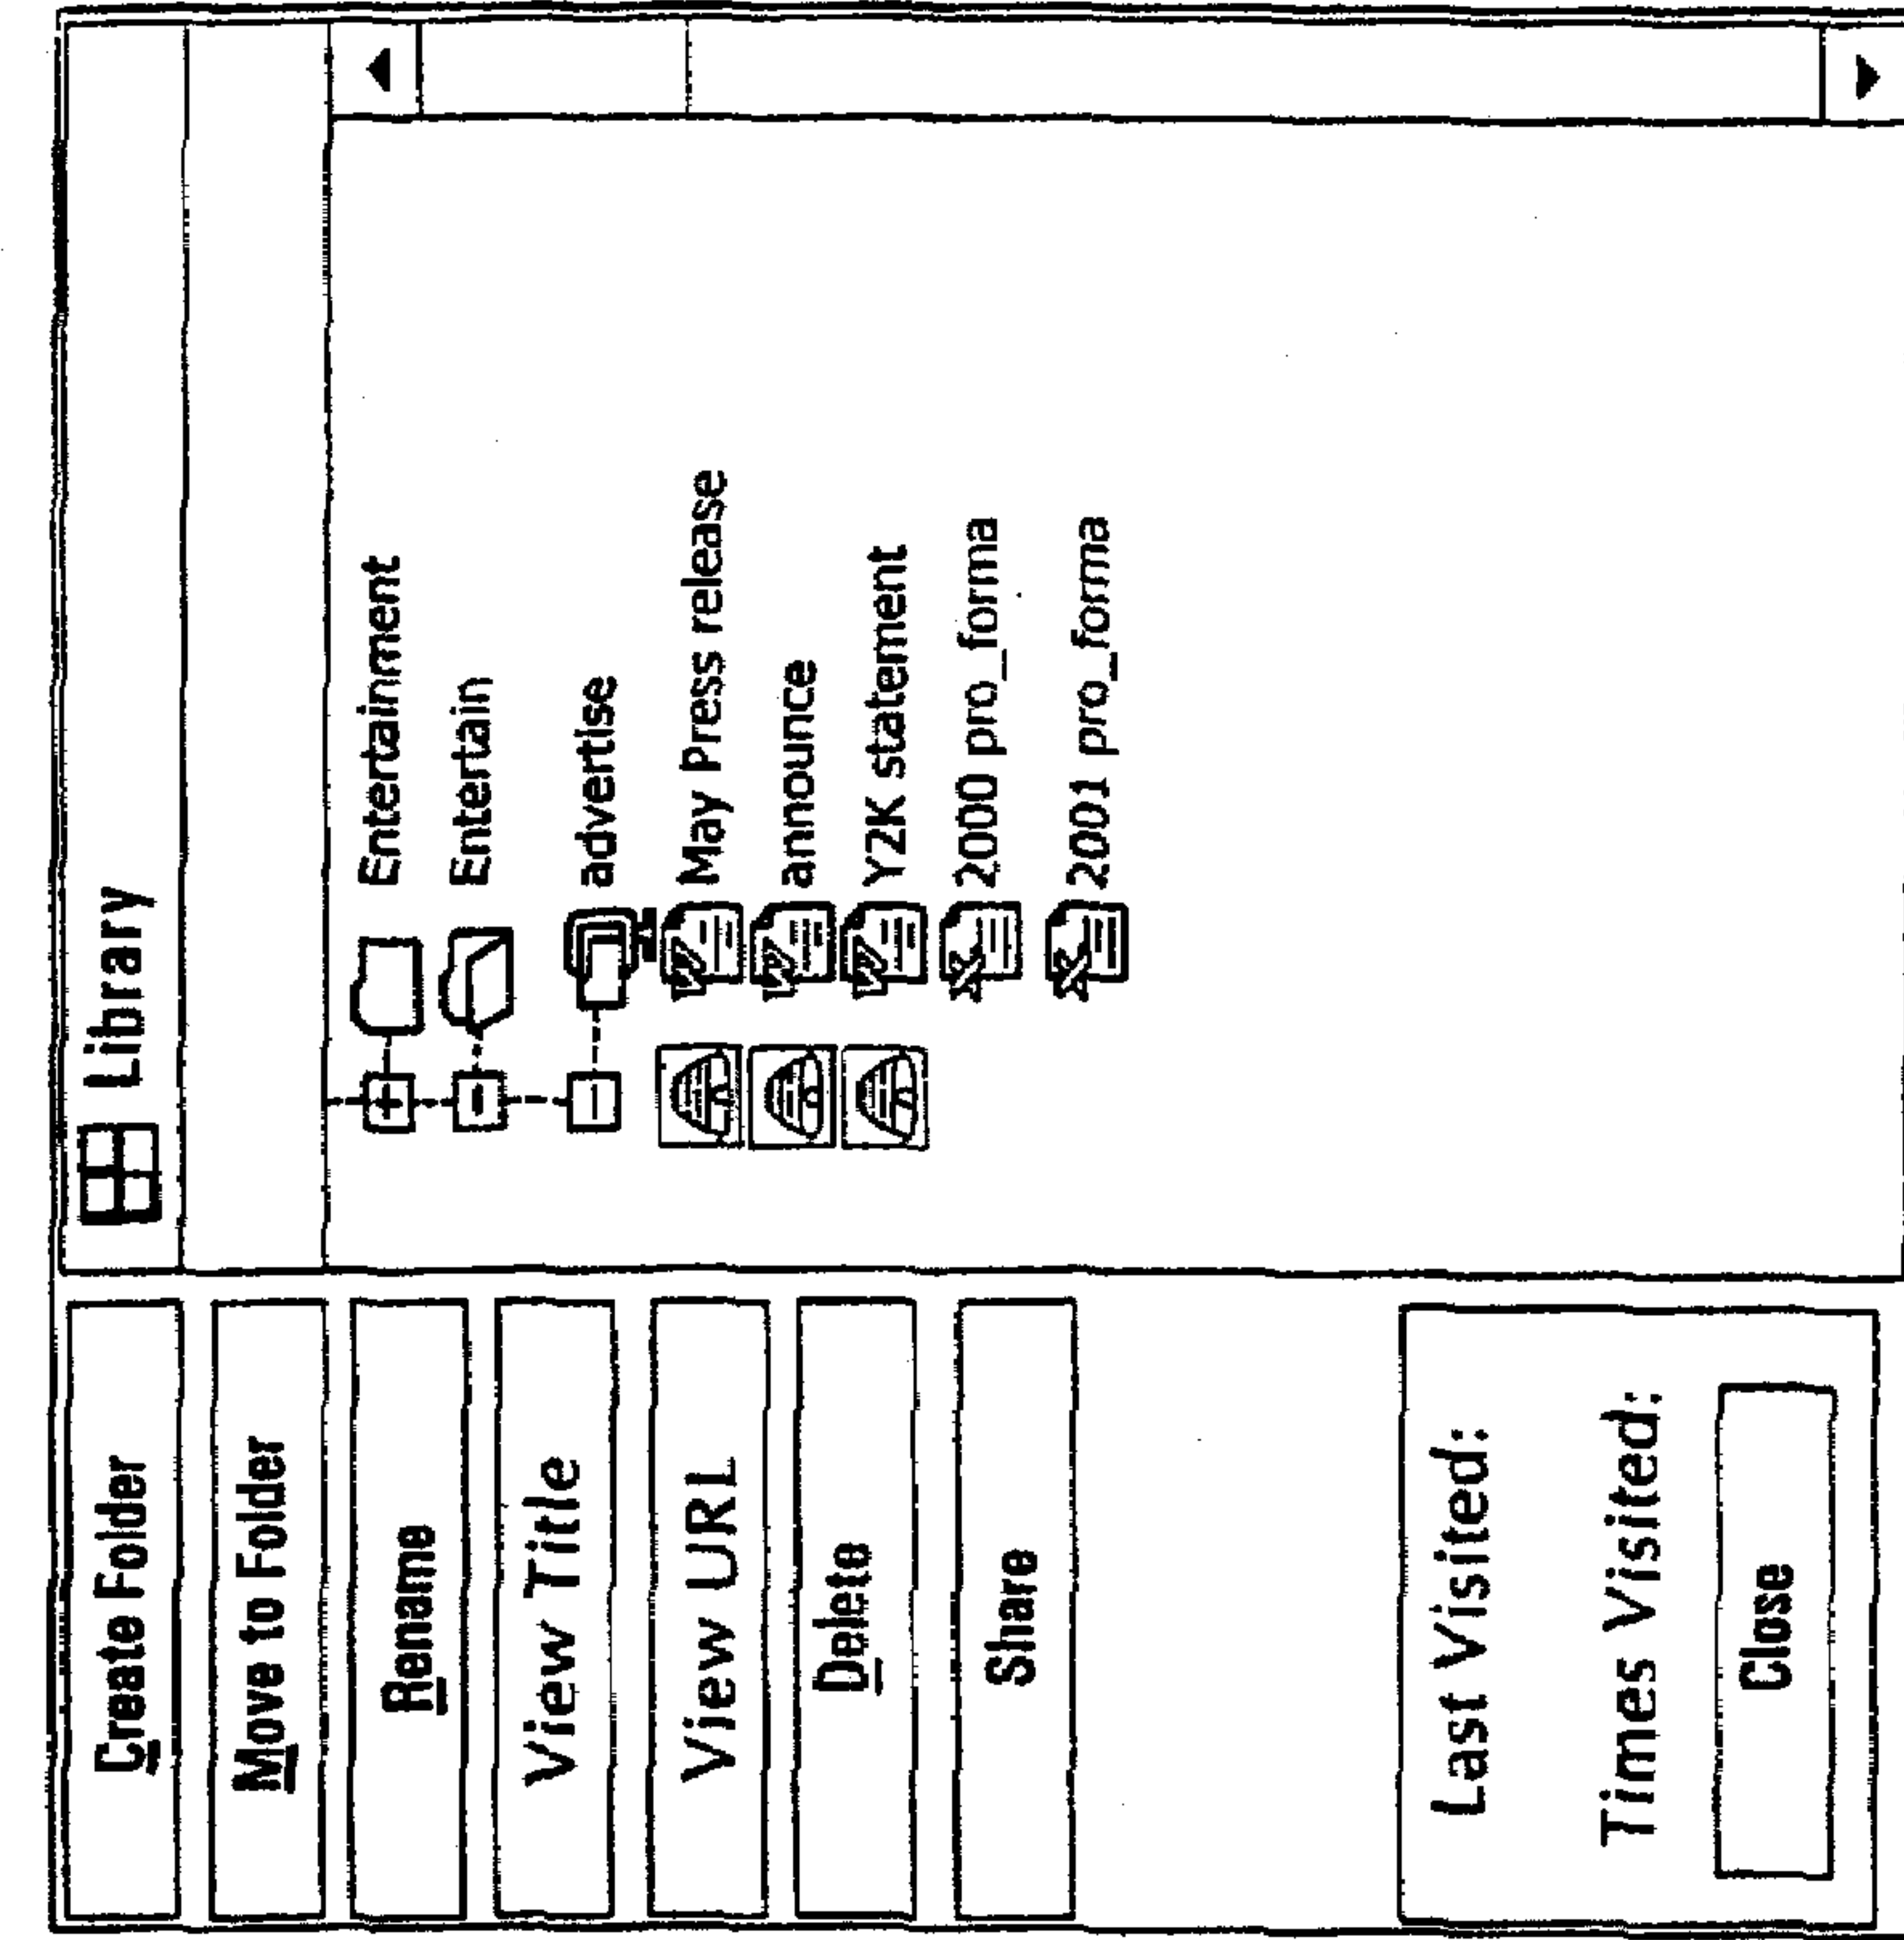 Create Folder
Move to Folder
Rename
View Title
View URL
Delete
Share
Last Visited:
Times Visited:
Close
Library
Entertainment
Entertain
advertise
May Press release
announce
Y2K statement
2000 pro_forma
2001 pro_forma